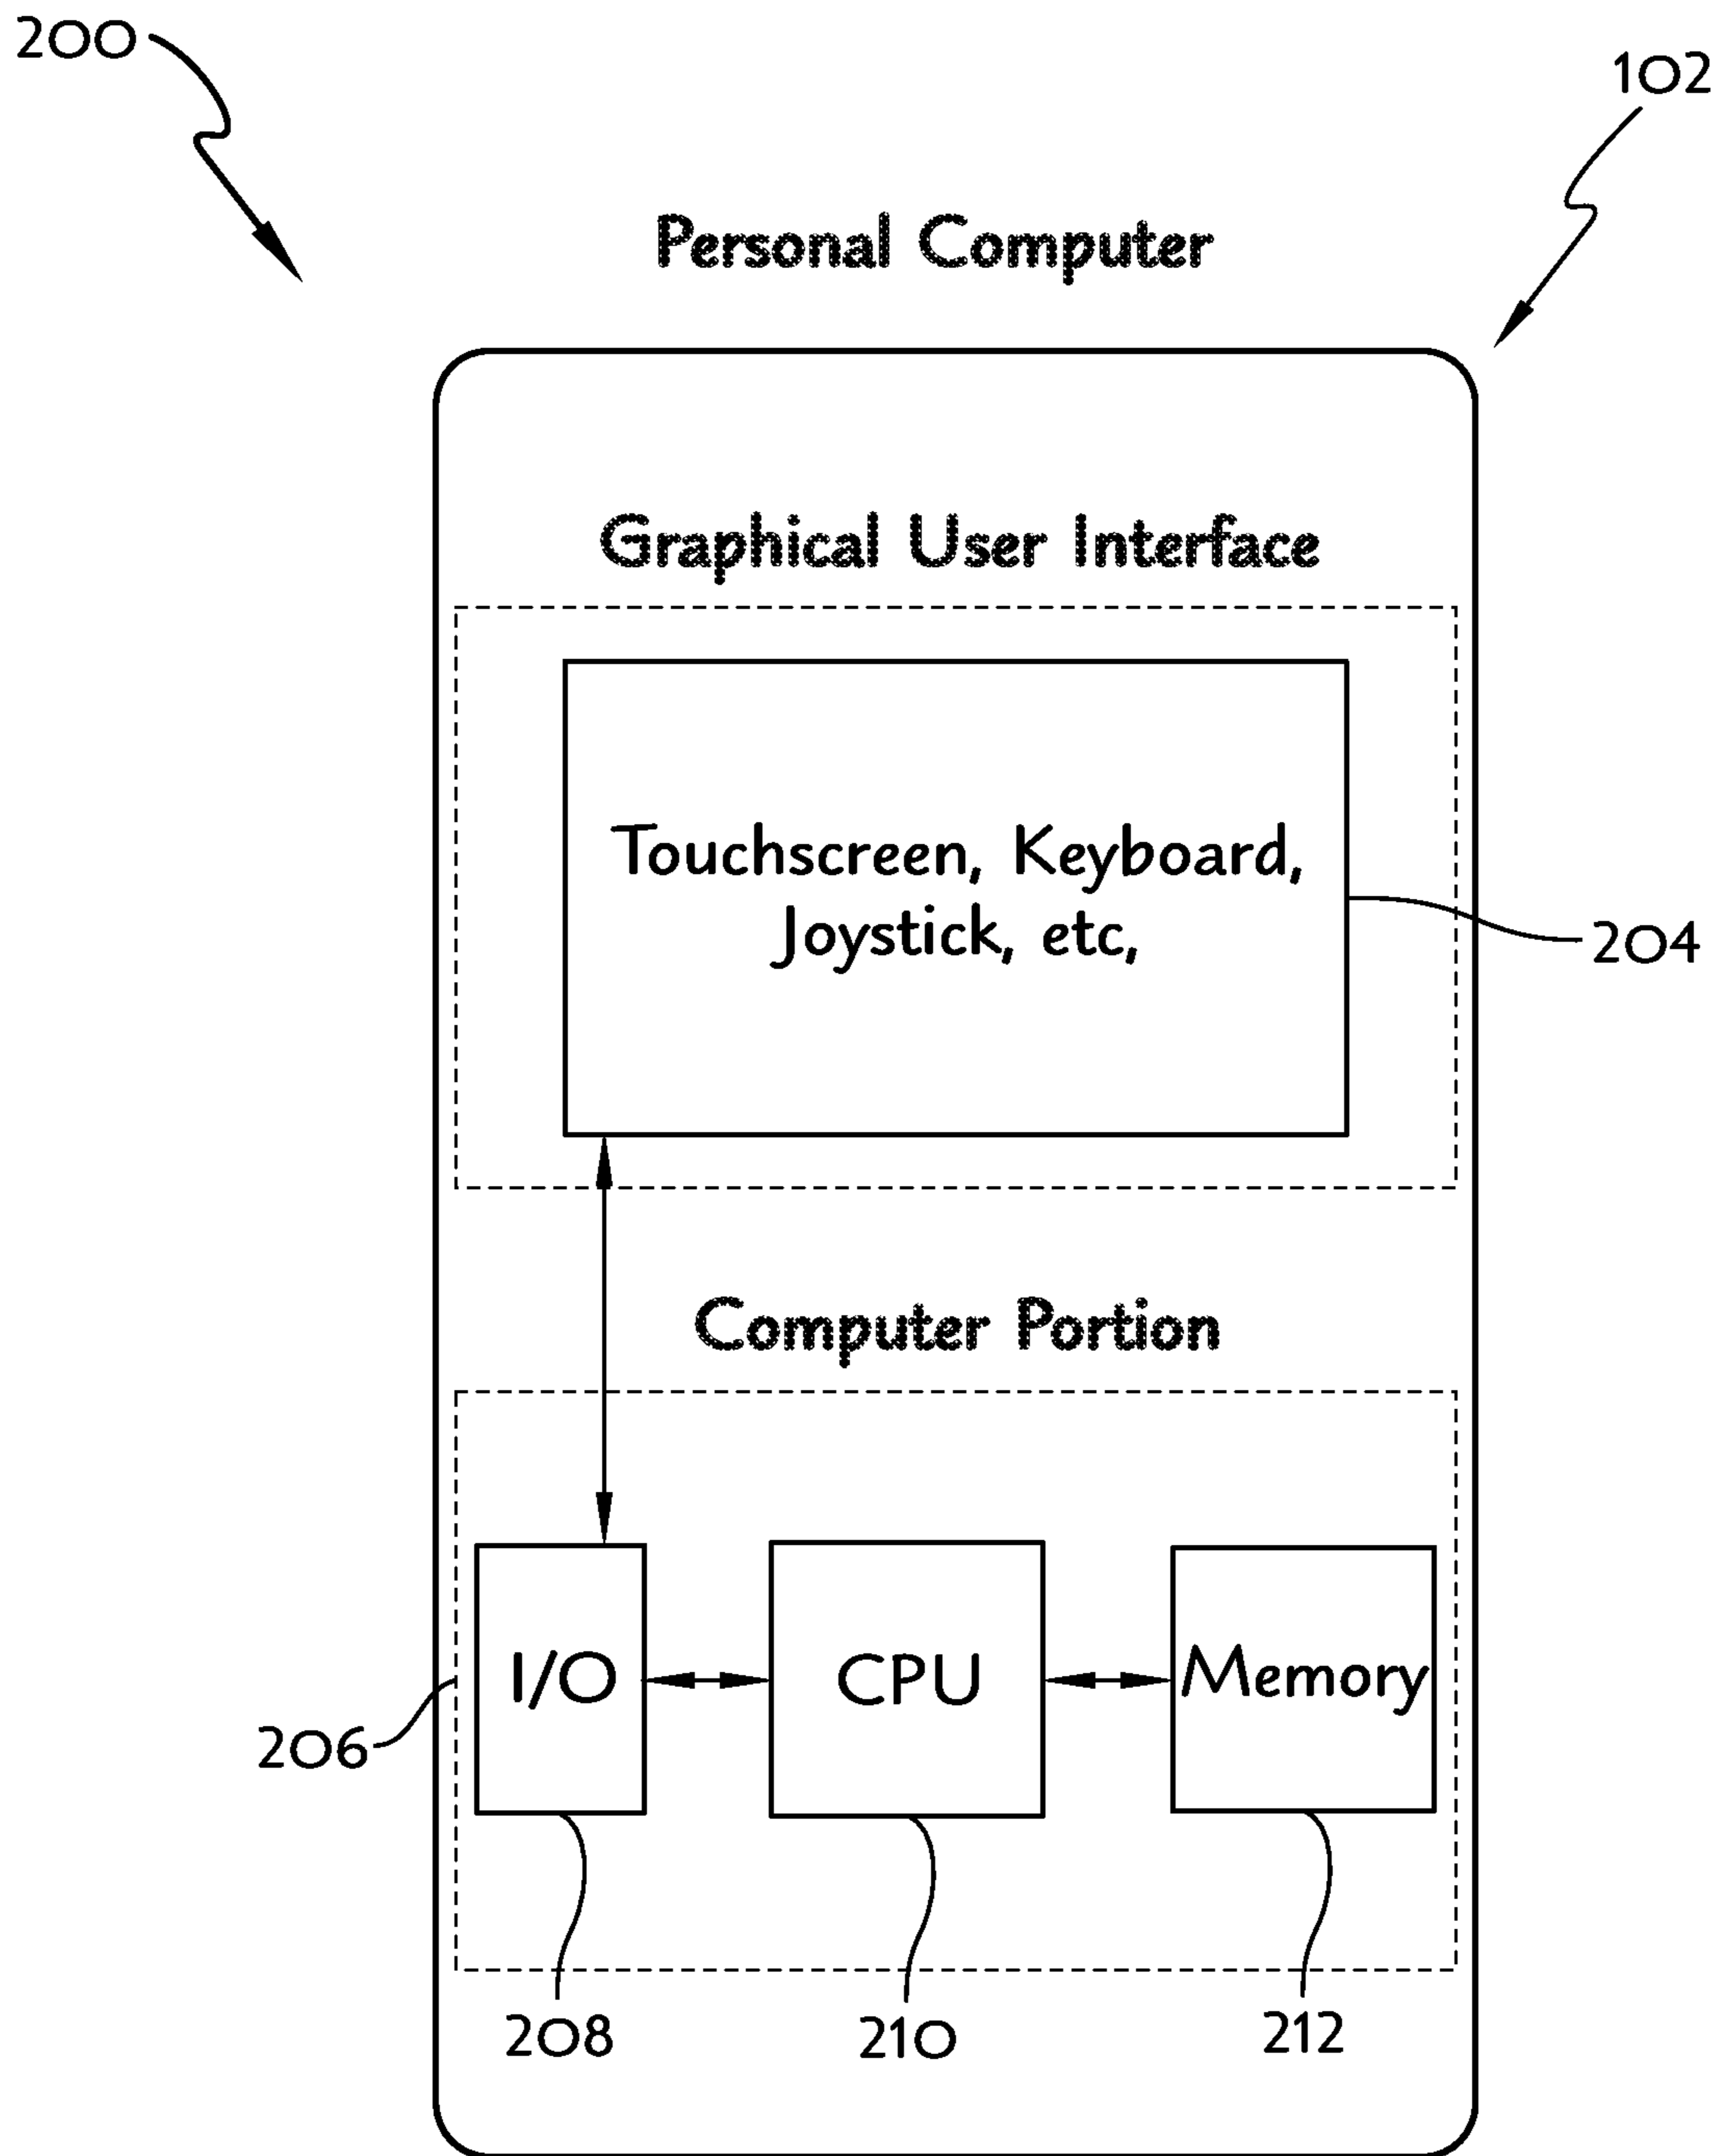 200
102
Personal Computer
Graphical User Interface
Touchscreen, Keyboard,
Joystick, etc,
204
Computer Portion
I/O
CPU
Memory
206
208
210
212